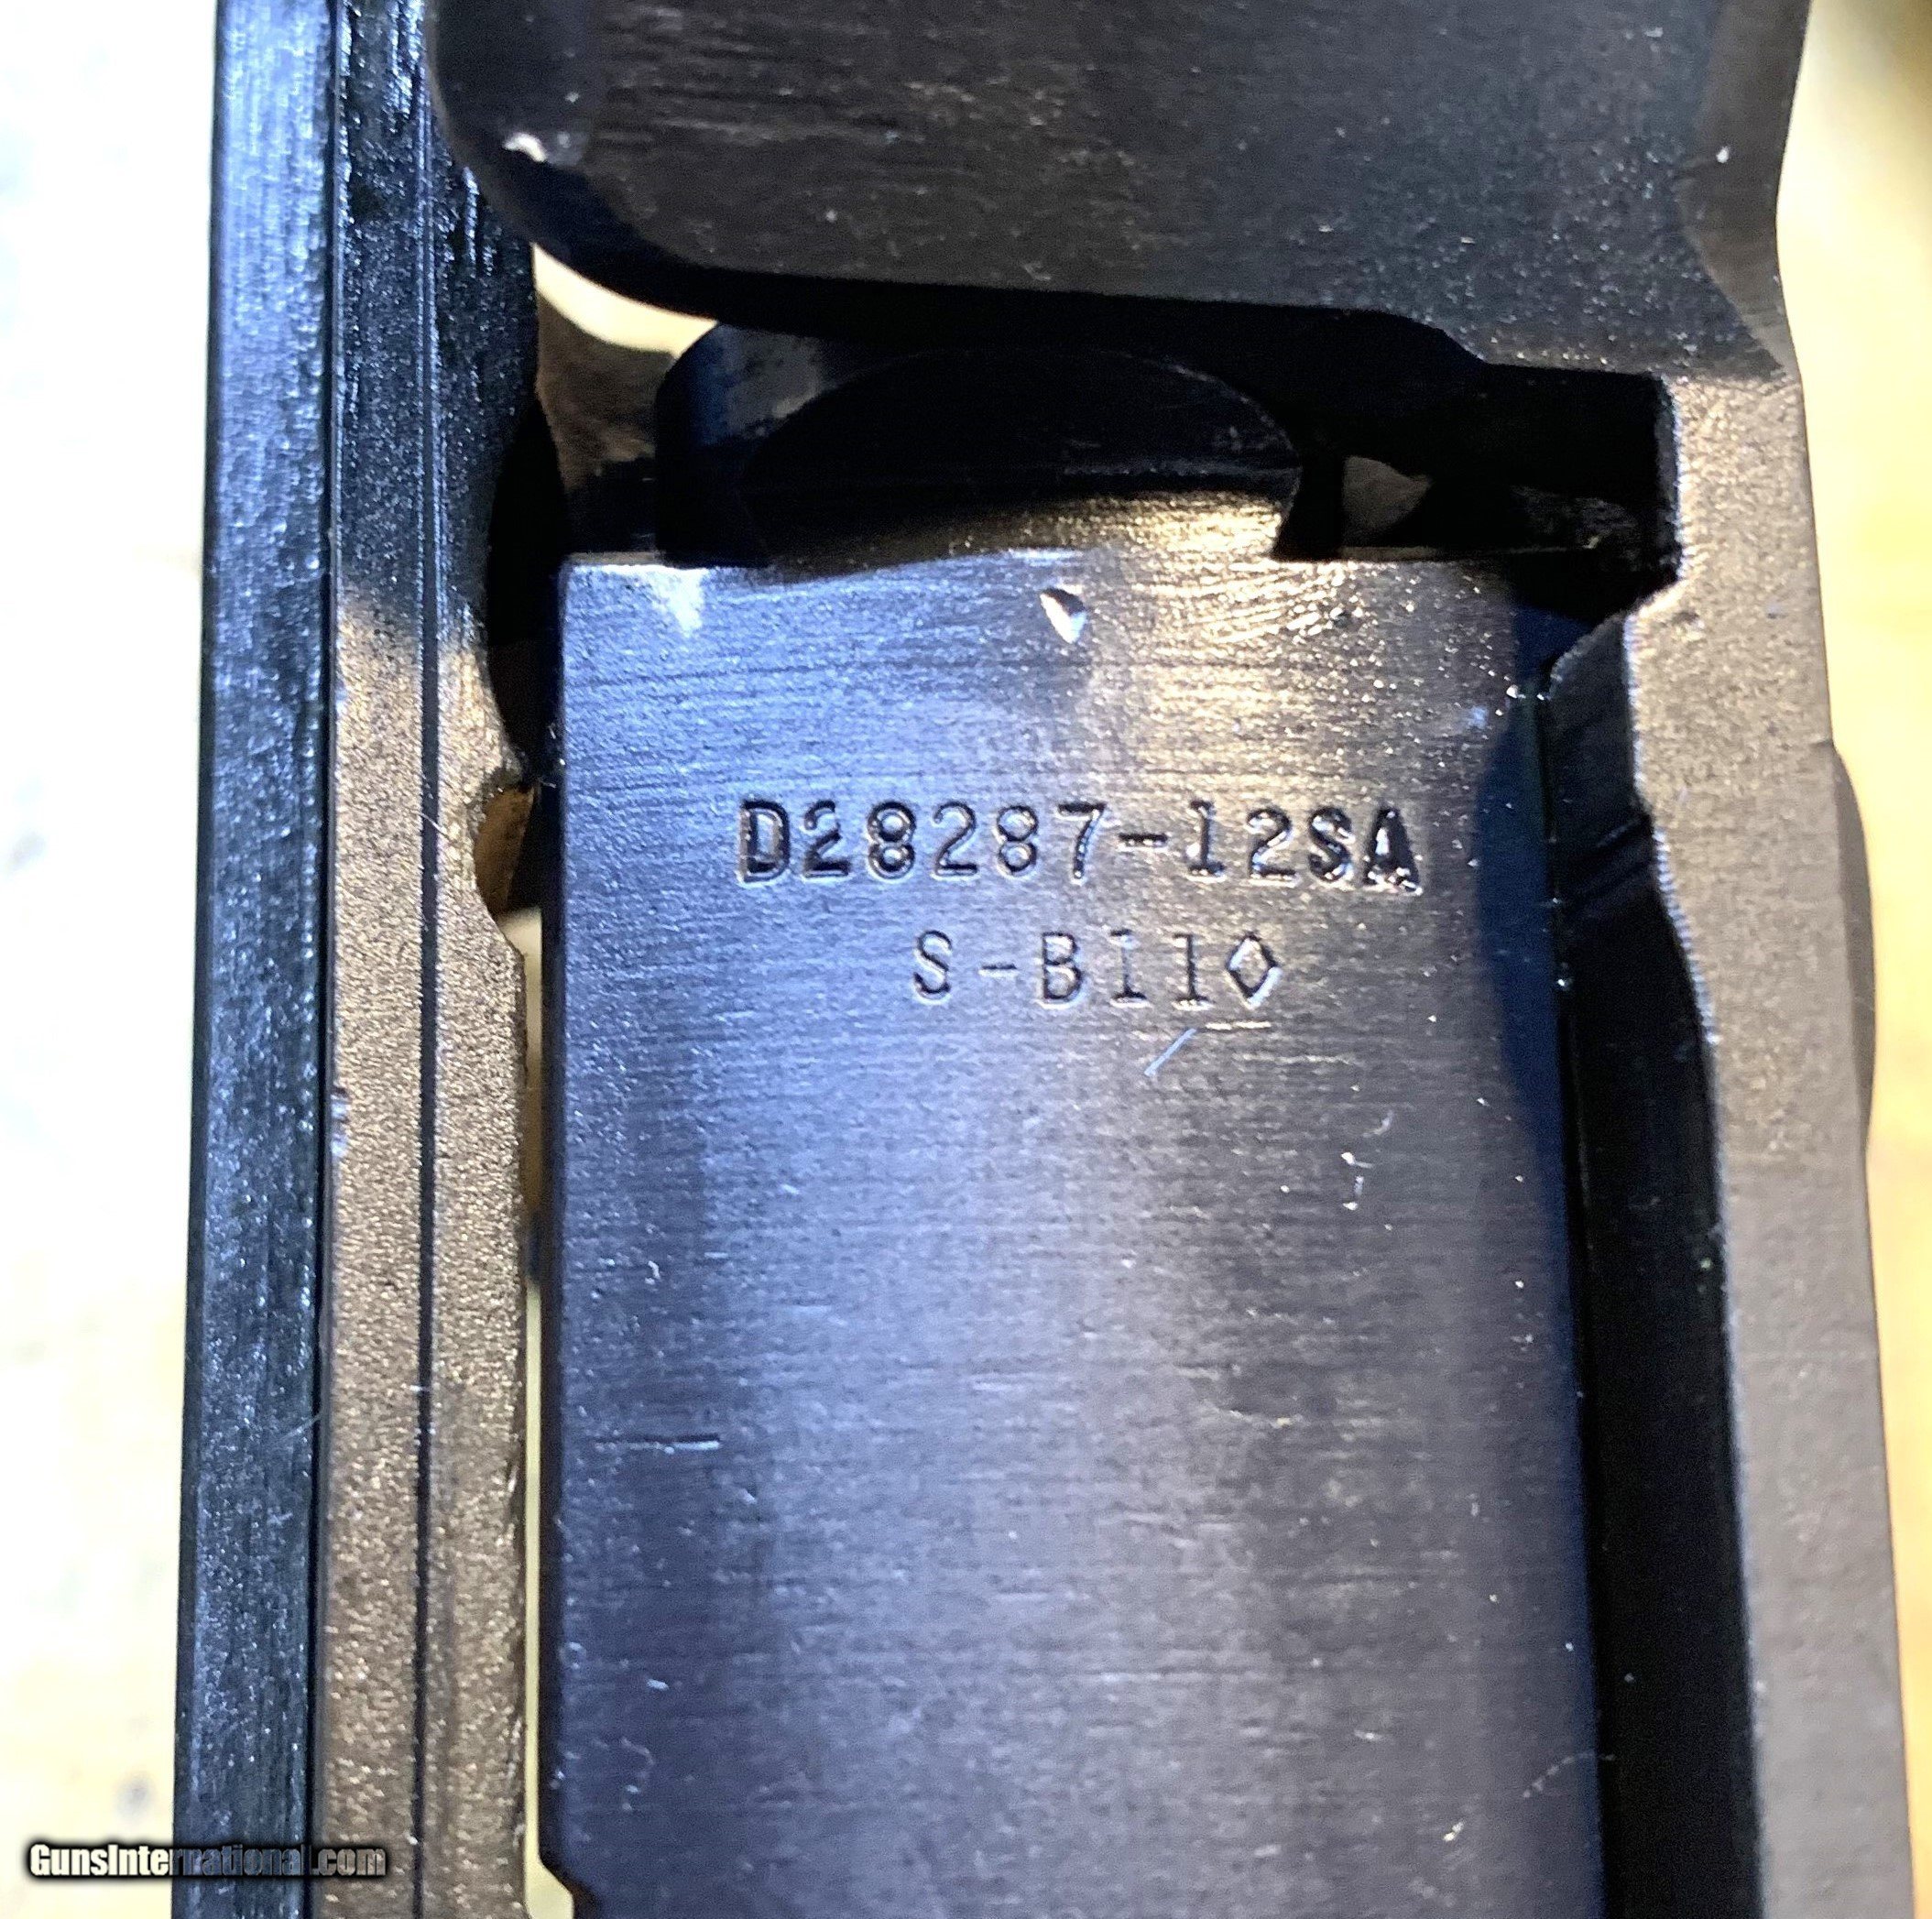 D28287-12SA
S-B11◇
GunsInternational.com